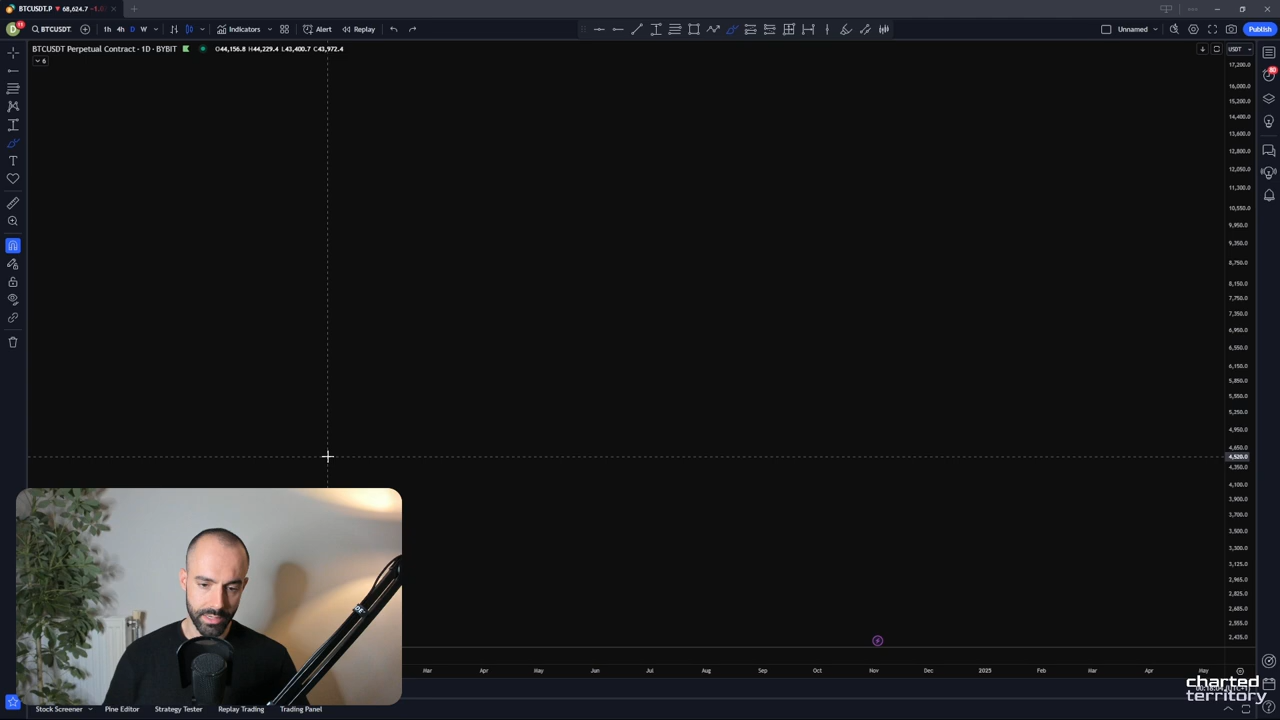 BTCUSDT.P ▼ 68,624.7
D
11
BTCUSDT.P
1h 4h D W
Indicators
Alert
Replay
Unnamed
Publish
BTCUSDT Perpetual Contract · 1D · BYBIT
O44,156.8 H44,229.4 L43,400.7 C43,972.4
6
USDT
17,200.0
16,000.0
15,200.0
14,400.0
13,600.0
12,800.0
12,050.0
11,300.0
10,550.0
9,950.0
9,350.0
8,750.0
8,150.0
7,750.0
7,350.0
6,950.0
6,550.0
6,150.0
5,850.0
5,550.0
5,250.0
4,950.0
4,650.0
4,520.0
4,350.0
4,100.0
3,900.0
3,700.0
3,500.0
3,300.0
3,125.0
2,965.0
2,825.0
2,685.0
2,555.0
2,435.0
Mar Apr May Jun Jul Aug Sep Oct Nov Dec 2025 Feb Mar Apr May
charted
territory
Stock Screener
Pine Editor
Strategy Tester
Replay Trading
Trading Panel